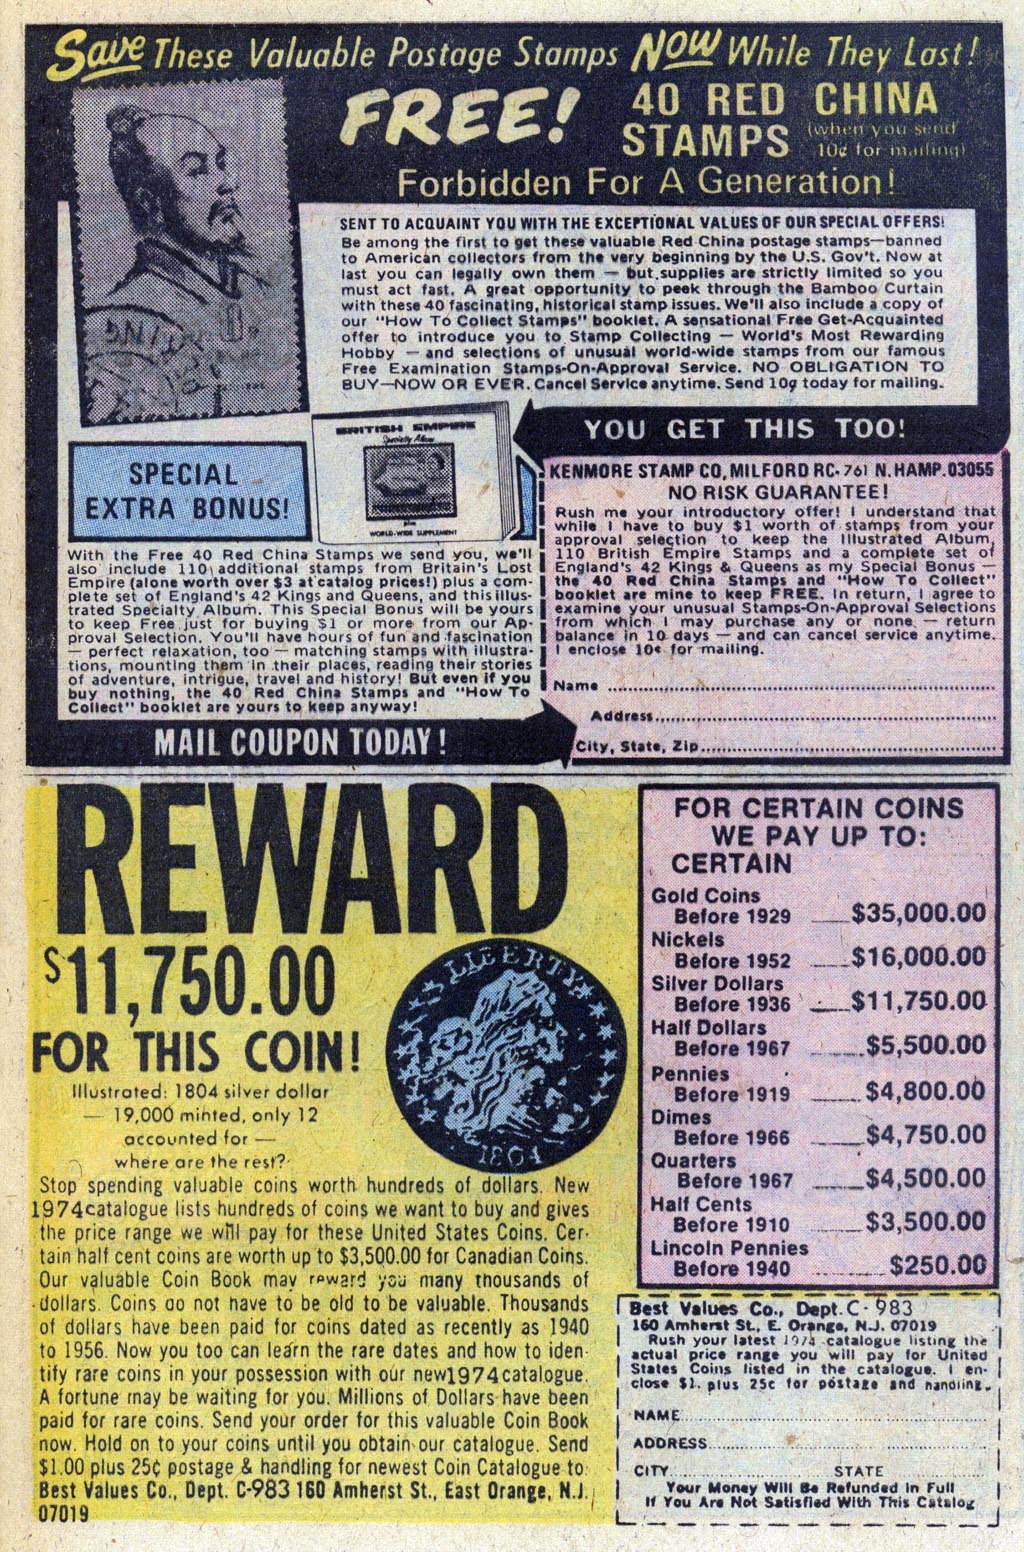 Save These Valuable Postage Stamps Now While They Last!
FREE! 40 RED CHINA
STAMPS (when you send
10¢ for mailing)
Forbidden For A Generation!
SENT TO ACQUAINT YOU WITH THE EXCEPTIONAL VALUES OF OUR SPECIAL OFFERS!
Be among the first to get these valuable Red China postage stamps—banned
to American collectors from the very beginning by the U.S. Gov't. Now at
last you can legally own them — but supplies are strictly limited so you
must act fast. A great opportunity to peek through the Bamboo Curtain
with these 40 fascinating, historical stamp issues. We'll also include a copy of
our "How To Collect Stamps" booklet. A sensational Free Get-Acquainted
offer to introduce you to Stamp Collecting — World's Most Rewarding
Hobby — and selections of unusual world-wide stamps from our famous
Free Examination Stamps-On-Approval Service. NO OBLIGATION TO
BUY—NOW OR EVER. Cancel Service anytime. Send 10¢ today for mailing.
BRITISH EMPIRE
Specialty Album
plus
WORLD-WIDE SUPPLEMENT
YOU GET THIS TOO!
SPECIAL
EXTRA BONUS!
With the Free 40 Red China Stamps we send you, we'll
also include 110 additional stamps from Britain's Lost
Empire (alone worth over $3 at catalog prices!) plus a com-
plete set of England's 42 Kings and Queens, and this illus-
trated Specialty Album. This Special Bonus will be yours
to keep Free just for buying $1 or more from our Ap-
proval Selection. You'll have hours of fun and fascination
— perfect relaxation, too — matching stamps with illustra-
tions, mounting them in their places, reading their stories
of adventure, intrigue, travel and history! But even if you
buy nothing, the 40 Red China Stamps and "How To
Collect" booklet are yours to keep anyway!
MAIL COUPON TODAY!
KENMORE STAMP CO, MILFORD RC-761 N. HAMP. 03055
NO RISK GUARANTEE!
Rush me your introductory offer! I understand that
while I have to buy $1 worth of stamps from your
approval selection to keep the Illustrated Album,
110 British Empire Stamps and a complete set of
England's 42 Kings & Queens as my Special Bonus —
the 40 Red China Stamps and "How To Collect"
booklet are mine to keep FREE. In return, I agree to
examine your unusual Stamps-On-Approval Selections
from which I may purchase any or none — return
balance in 10 days — and can cancel service anytime.
I enclose 10¢ for mailing.
Name
Address
City, State, Zip
REWARD
$11,750.00
FOR THIS COIN!
Illustrated: 1804 silver dollar
— 19,000 minted, only 12
accounted for —
where are the rest?
LIBERTY
1804
Stop spending valuable coins worth hundreds of dollars. New
1974 catalogue lists hundreds of coins we want to buy and gives
the price range we will pay for these United States Coins. Cer-
tain half cent coins are worth up to $3,500.00 for Canadian Coins.
Our valuable Coin Book may reward you many thousands of
dollars. Coins do not have to be old to be valuable. Thousands
of dollars have been paid for coins dated as recently as 1940
to 1956. Now you too can learn the rare dates and how to iden-
tify rare coins in your possession with our new 1974 catalogue.
A fortune may be waiting for you. Millions of Dollars have been
paid for rare coins. Send your order for this valuable Coin Book
now. Hold on to your coins until you obtain our catalogue. Send
$1.00 plus 25¢ postage & handling for newest Coin Catalogue to:
Best Values Co., Dept. C-983 160 Amherst St., East Orange, N.J.
07019
FOR CERTAIN COINS
WE PAY UP TO:
CERTAIN
Gold Coins
Before 1929 $35,000.00
Nickels
Before 1952 $16,000.00
Silver Dollars
Before 1936 $11,750.00
Half Dollars
Before 1967 $5,500.00
Pennies
Before 1919 $4,800.00
Dimes
Before 1966 $4,750.00
Quarters
Before 1967 $4,500.00
Half Cents
Before 1910 $3,500.00
Lincoln Pennies
Before 1940 $250.00
Best Values Co., Dept. C-983
160 Amherst St., E. Orange, N.J. 07019
Rush your latest 1974 catalogue listing the
actual price range you will pay for United
States Coins listed in the catalogue. I en-
close $1. plus 25¢ for postage and handling.
NAME
ADDRESS
CITY STATE
Your Money Will Be Refunded in Full
If You Are Not Satisfied With This Catalog